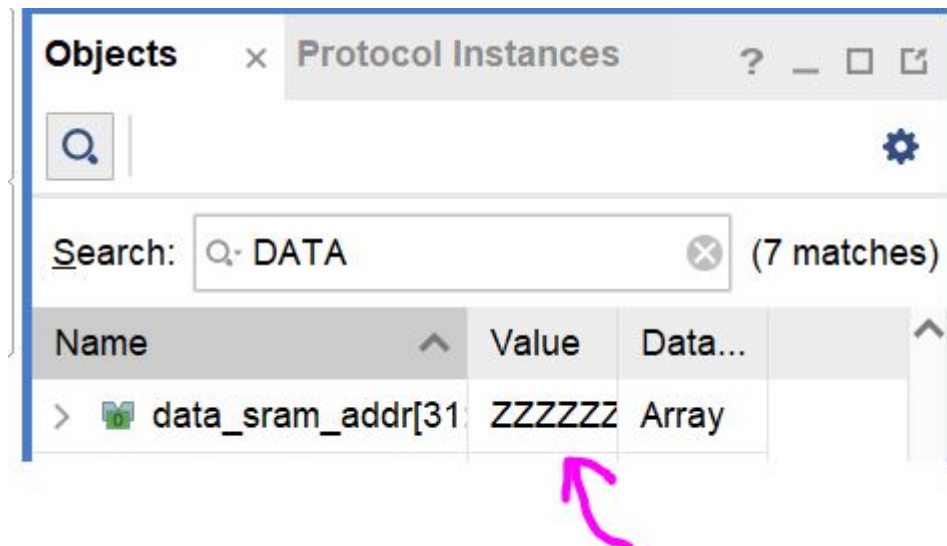 Objects × Protocol Instances ? _
Search: DATA (7 matches)
Name Value Data...
data_sram_addr[31: ZZZZZZ Array